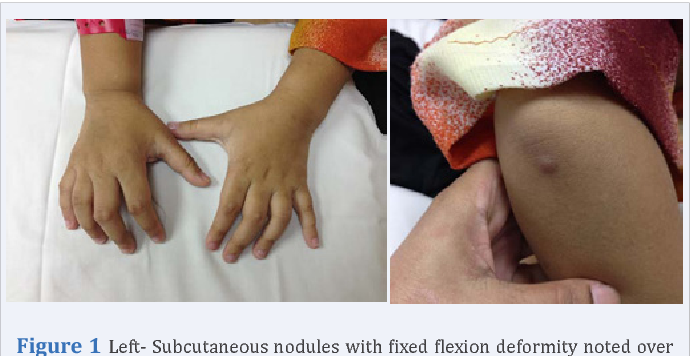 Figure 1 Left- Subcutaneous nodules with fixed flexion deformity noted over